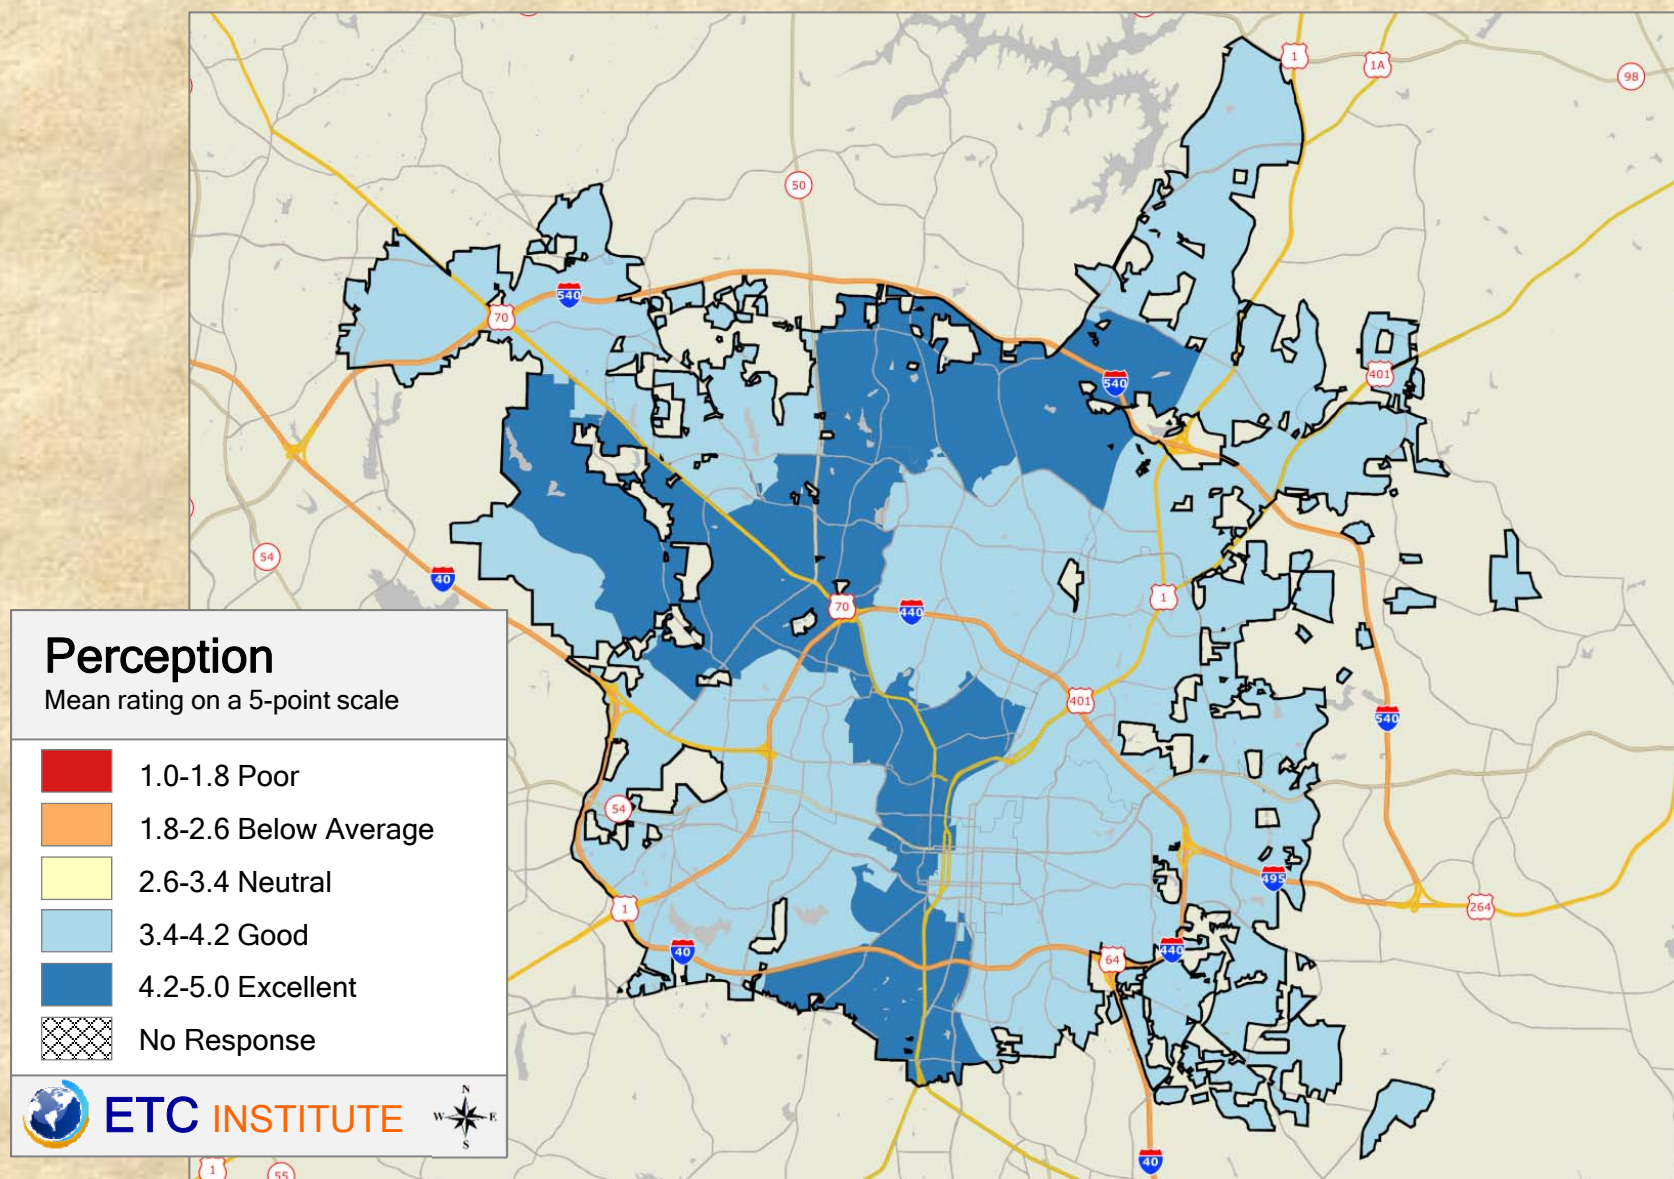 1
1A
98
50
540
70
401
540
54
40
1
70
440
401
540
Perception
Mean rating on a 5-point scale
1.0-1.8 Poor
1.8-2.6 Below Average
2.6-3.4 Neutral
3.4-4.2 Good
4.2-5.0 Excellent
No Response
ETC INSTITUTE
N
W E
S
54
495
1
264
40
440
64
40
1
55